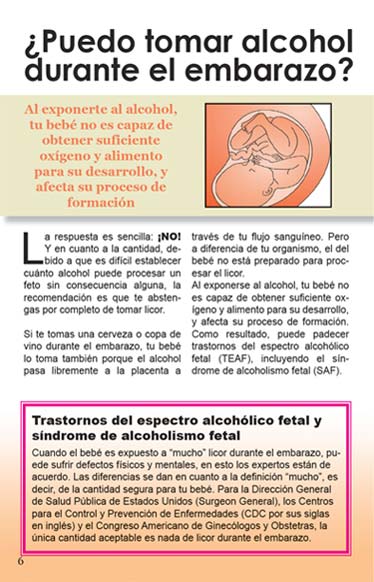 ¿Puedo tomar alcohol
durante el embarazo?
Al exponerte al alcohol,
tu bebé no es capaz de
obtener suficiente
oxígeno y alimento
para su desarrollo, y
afecta su proceso de
formación
La respuesta es sencilla: ¡NO!
Y en cuanto a la cantidad, de-
bido a que es difícil establecer
cuánto alcohol puede procesar un
feto sin consecuencia alguna, la
recomendación es que te absten-
gas por completo de tomar licor.
Si te tomas una cerveza o copa de
vino durante el embarazo, tu bebé
lo toma también porque el alcohol
pasa libremente a la placenta a
través de tu flujo sanguíneo. Pero
a diferencia de tu organismo, el del
bebé no está preparado para proc-
esar el licor.
Al exponerse al alcohol, tu bebé no
es capaz de obtener suficiente ox-
ígeno y alimento para su desarrollo,
y afecta su proceso de formación.
Como resultado, puede padecer
trastornos del espectro alcohólico
fetal (TEAF), incluyendo el sín-
drome de alcoholismo fetal (SAF).
Trastornos del espectro alcohólico fetal y
síndrome de alcoholismo fetal
Cuando el bebé es expuesto a “mucho” licor durante el embarazo, pu-
ede sufrir defectos físicos y mentales, en esto los expertos están de
acuerdo. Las diferencias se dan en cuanto a la definición “mucho”, es
decir, de la cantidad segura para tu bebé. Para la Dirección General
de Salud Pública de Estados Unidos (Surgeon General), los Centros
para el Control y Prevención de Enfermedades (CDC por sus siglas
en inglés) y el Congreso Americano de Ginecólogos y Obstetras, la
única cantidad aceptable es nada de licor durante el embarazo.
6